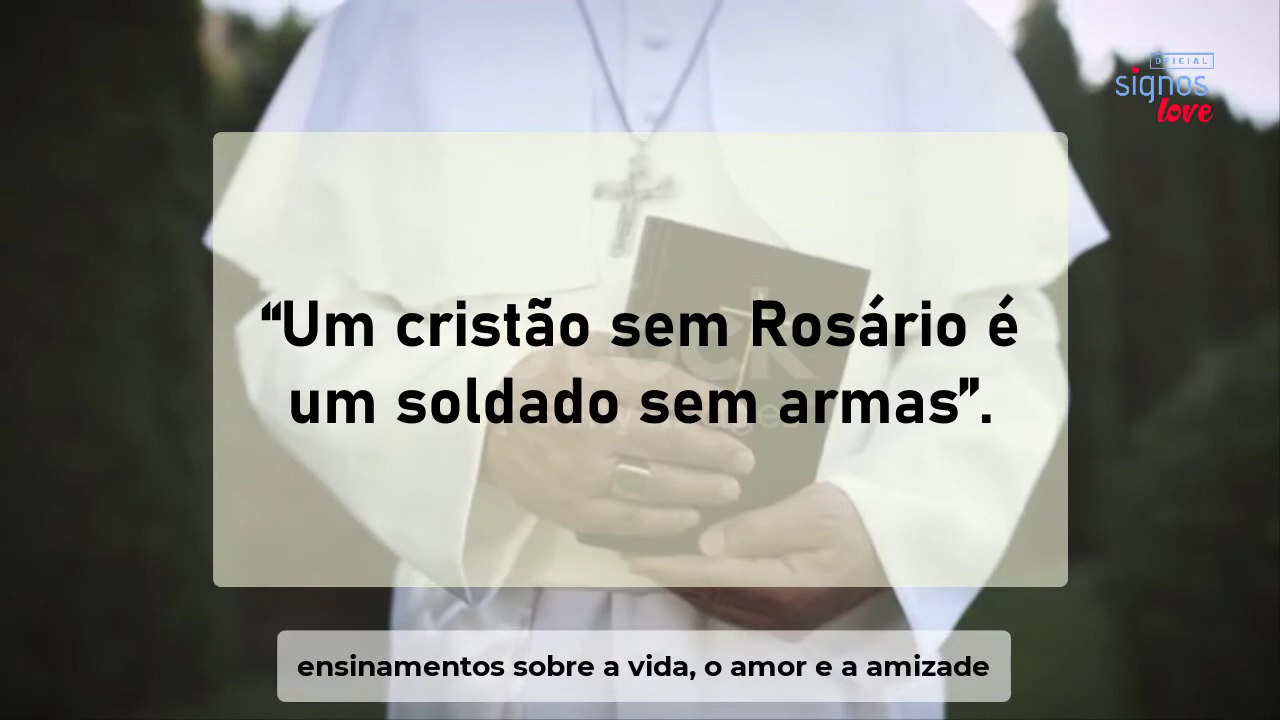 OFICIAL
signos
love
“Um cristão sem Rosário é
um soldado sem armas”.
ensinamentos sobre a vida, o amor e a amizade